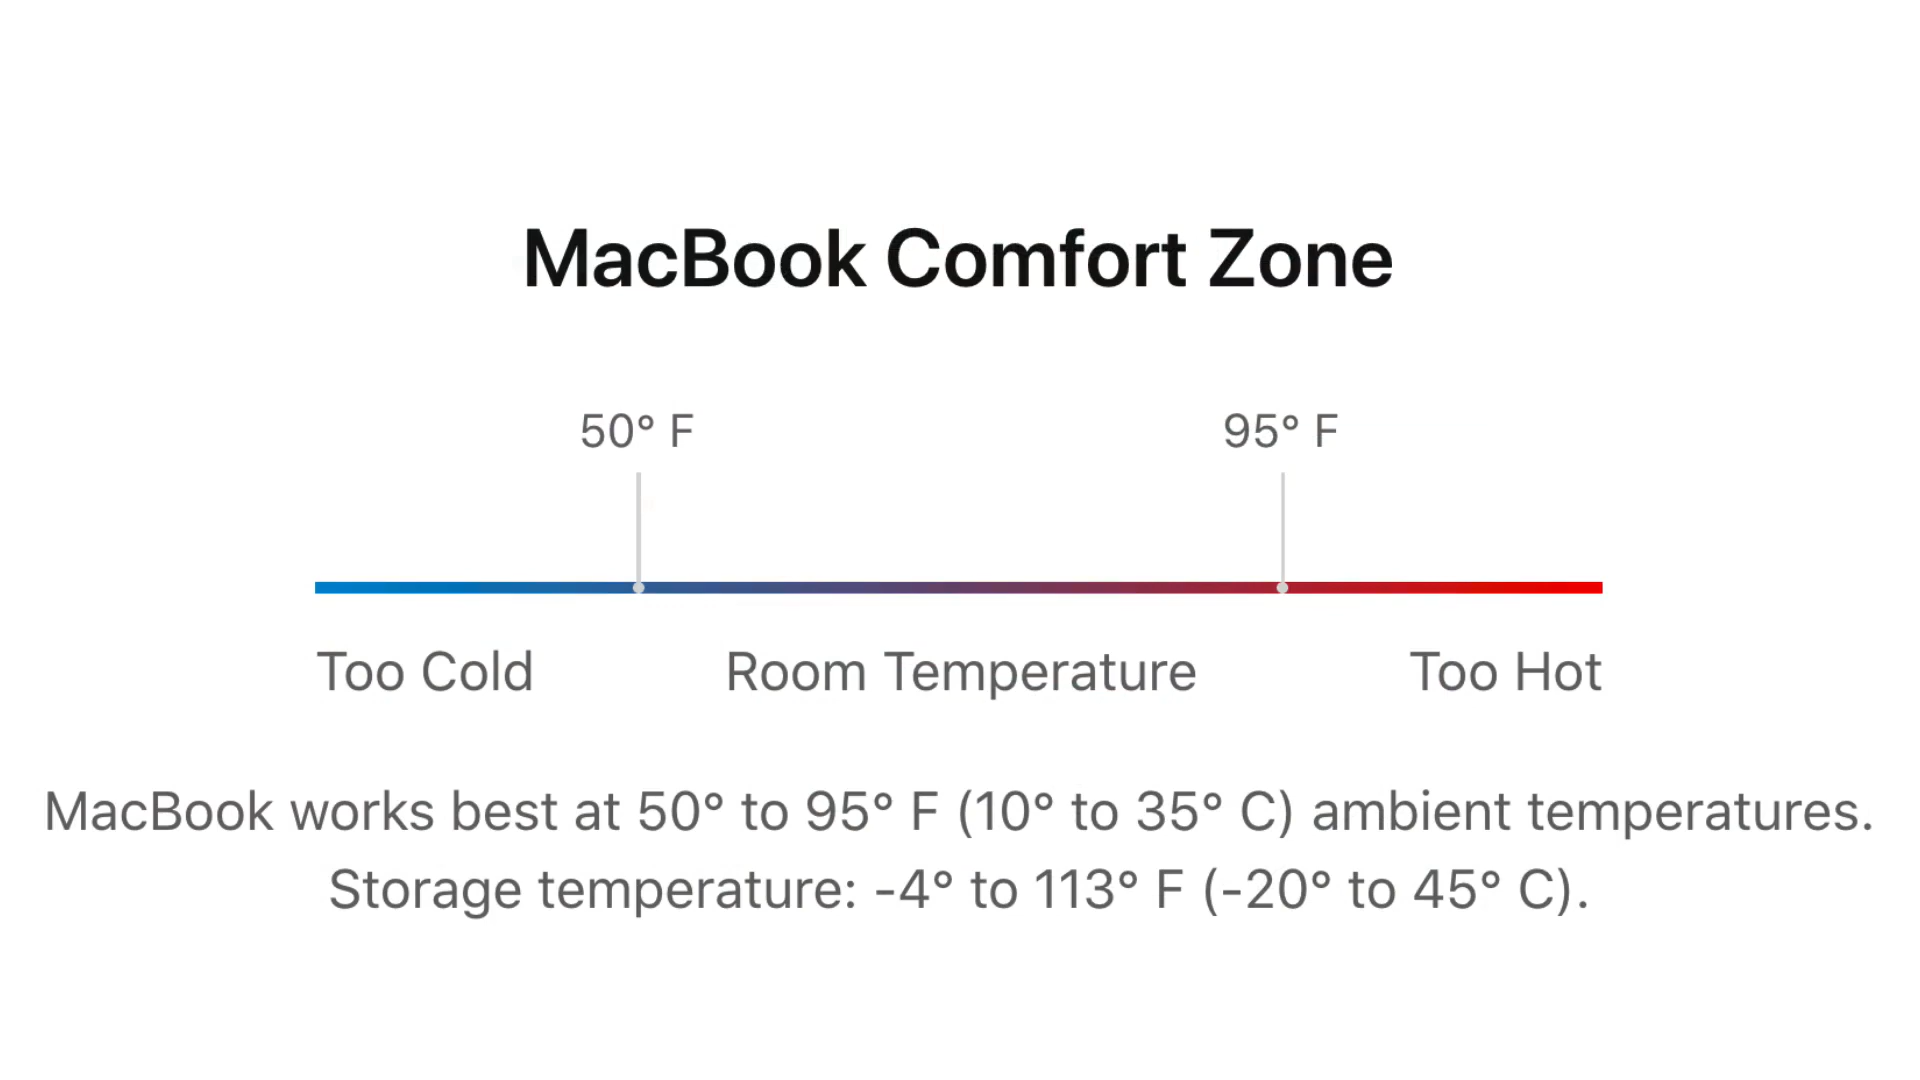 MacBook Comfort Zone
50° F
95° F
Too Cold
Room Temperature
Too Hot
MacBook works best at 50° to 95° F (10° to 35° C) ambient temperatures.
Storage temperature: -4° to 113° F (-20° to 45° C).